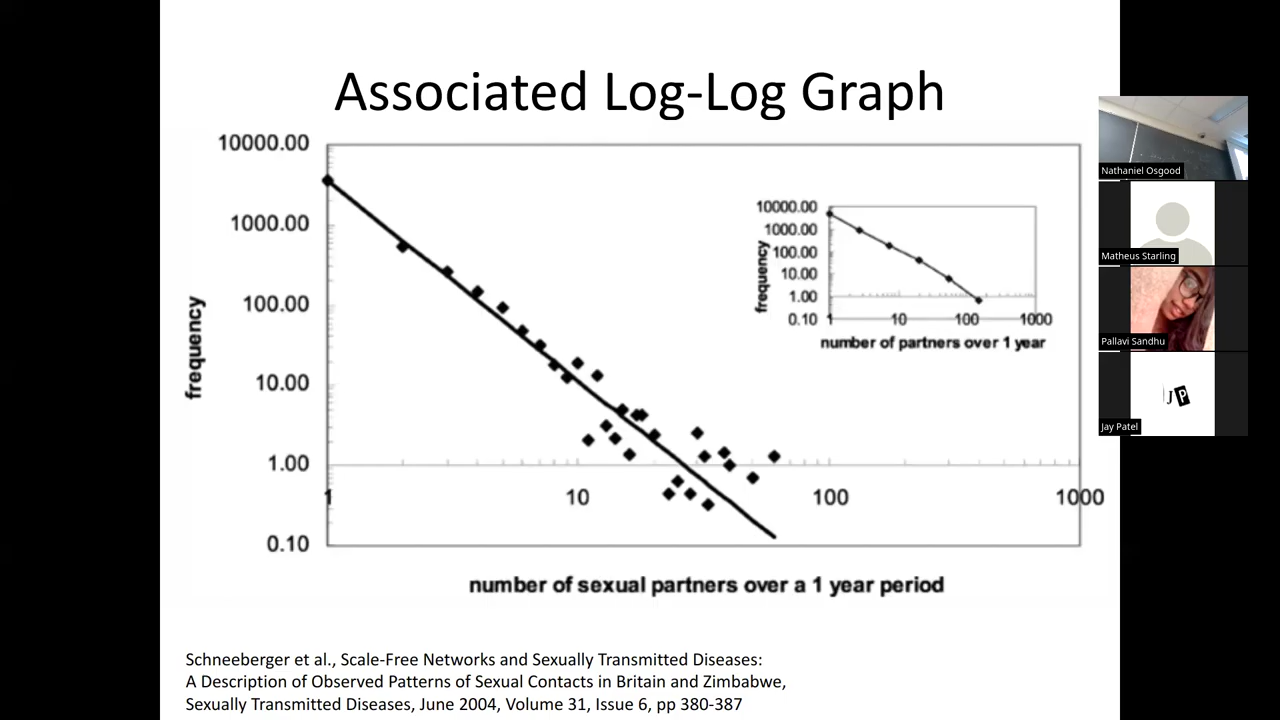 Associated Log-Log Graph
10000.00
1000.00
100.00
10.00
1.00
0.10
frequency
1
10
100
1000
number of sexual partners over a 1 year period
10000.00
1000.00
100.00
10.00
1.00
0.10
frequency
1
10
100
1000
number of partners over 1 year
Schneeberger et al., Scale-Free Networks and Sexually Transmitted Diseases:
A Description of Observed Patterns of Sexual Contacts in Britain and Zimbabwe,
Sexually Transmitted Diseases, June 2004, Volume 31, Issue 6, pp 380-387
Nathaniel Osgood
Matheus Starling
Pallavi Sandhu
JP
Jay Patel